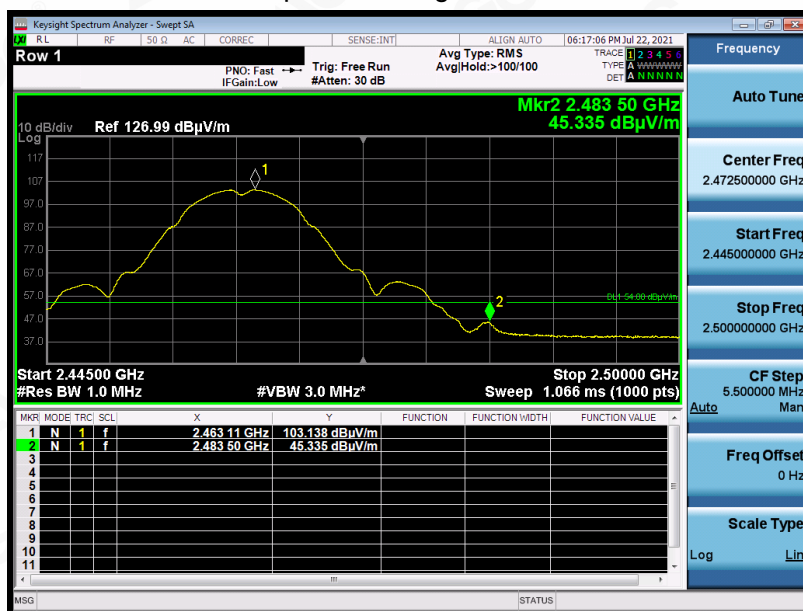 Keysight Spectrum Analyzer - Swept SA
LXI RL RF 50 Ω AC CORREC SENSE:INT ALIGN AUTO 06:17:06 PM Jul 22, 2021
Row 1
PNO: Fast
IFGain:Low
Trig: Free Run
#Atten: 30 dB
Avg Type: RMS
Avg|Hold:>100/100
TRACE 1 2 3 4 5 6
TYPE A WWWWW
DET A N N N N N
Mkr2 2.483 50 GHz
45.335 dBµV/m
10 dB/div Ref 126.99 dBµV/m
Log
117
107
97.0
87.0
77.0
67.0
57.0
47.0
37.0
1
2
DL1 54.00 dBµV/m
Start 2.44500 GHz Stop 2.50000 GHz
#Res BW 1.0 MHz #VBW 3.0 MHz* Sweep 1.066 ms (1000 pts)
MKR MODE TRC SCL X Y FUNCTION FUNCTION WIDTH FUNCTION VALUE
1 N 1 f 2.463 11 GHz 103.138 dBµV/m
2 N 1 f 2.483 50 GHz 45.335 dBµV/m
3
4
5
6
7
8
9
10
11
MSG STATUS
Frequency
Auto Tune
Center Freq
2.472500000 GHz
Start Freq
2.445000000 GHz
Stop Freq
2.500000000 GHz
CF Step
5.500000 MHz
Auto Man
Freq Offset
0 Hz
Scale Type
Log Lin